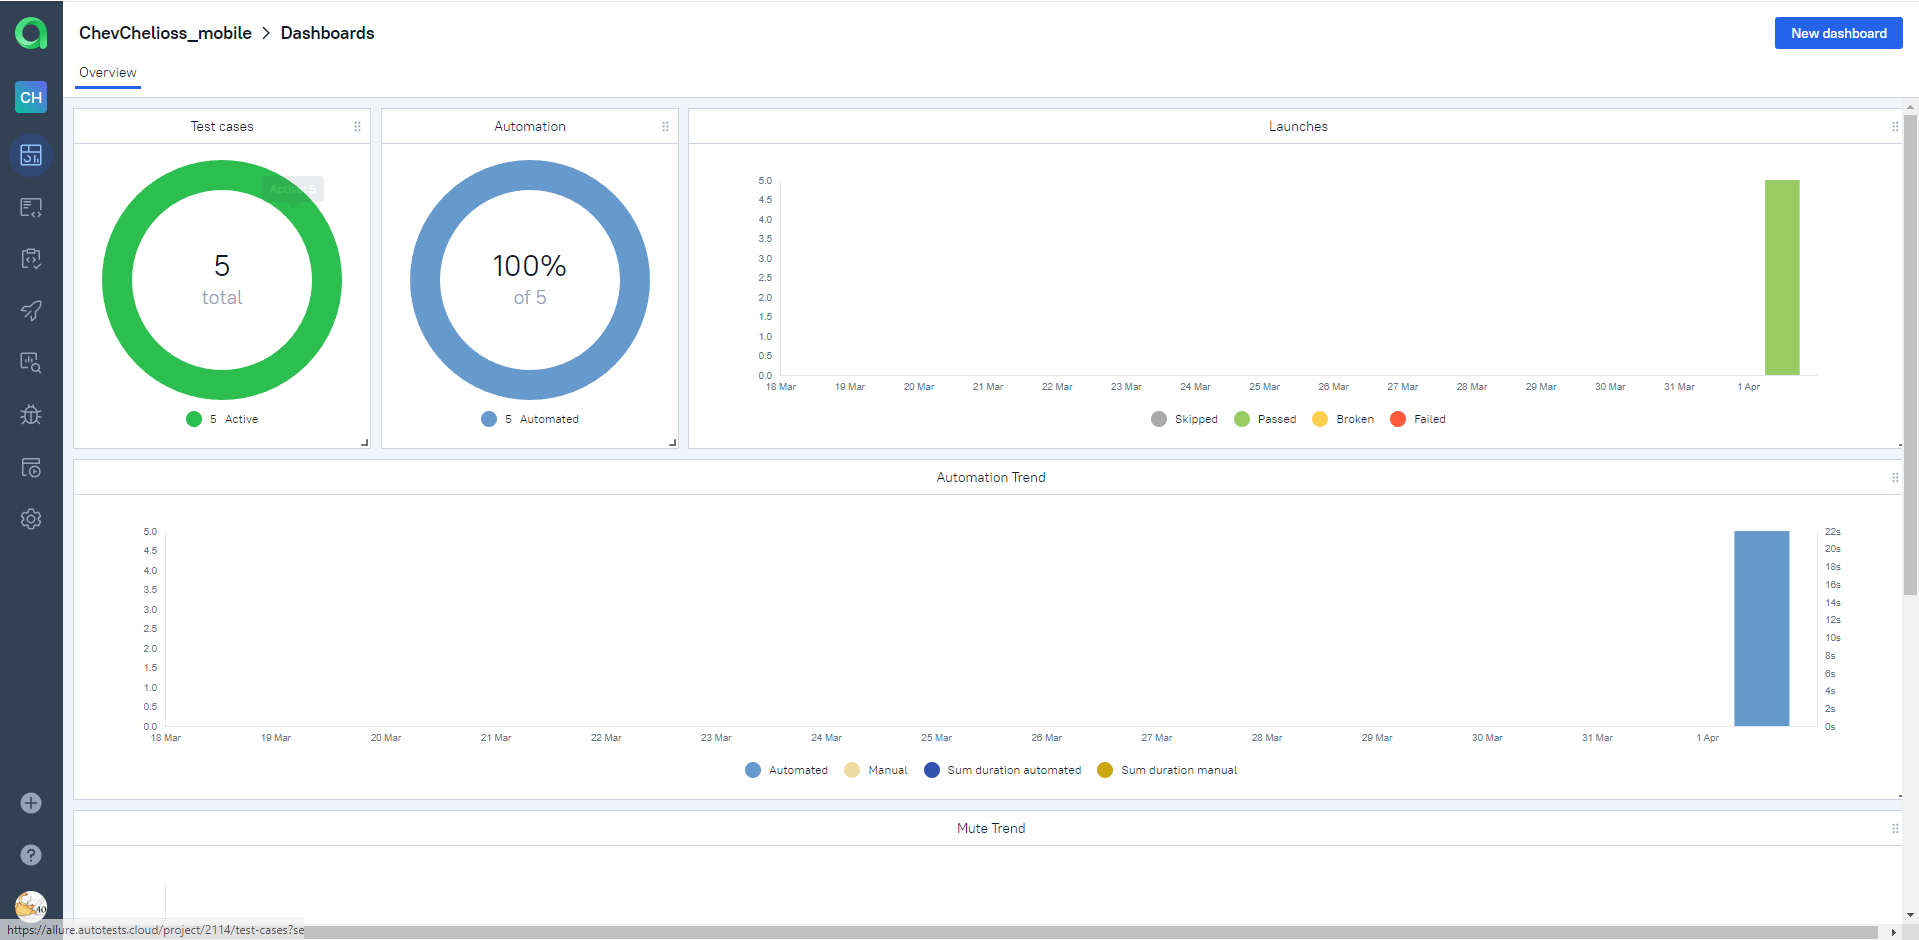 ChevChelioss_mobile > Dashboards
New dashboard
Overview
CH
Test cases
Active: 5
5
total
5 Active
Automation
100%
of 5
5 Automated
Launches
5.0
4.5
4.0
3.5
3.0
2.5
2.0
1.5
1.0
0.5
0.0
18 Mar 19 Mar 20 Mar 21 Mar 22 Mar 23 Mar 24 Mar 25 Mar 26 Mar 27 Mar 28 Mar 29 Mar 30 Mar 31 Mar 1 Apr
Skipped Passed Broken Failed
Automation Trend
5.0
4.5
4.0
3.5
3.0
2.5
2.0
1.5
1.0
0.5
0.0
22s
20s
18s
16s
14s
12s
10s
8s
6s
4s
2s
0s
18 Mar 19 Mar 20 Mar 21 Mar 22 Mar 23 Mar 24 Mar 25 Mar 26 Mar 27 Mar 28 Mar 29 Mar 30 Mar 31 Mar 1 Apr
Automated Manual Sum duration automated Sum duration manual
Mute Trend
https://allure.autotests.cloud/project/2114/test-cases?se